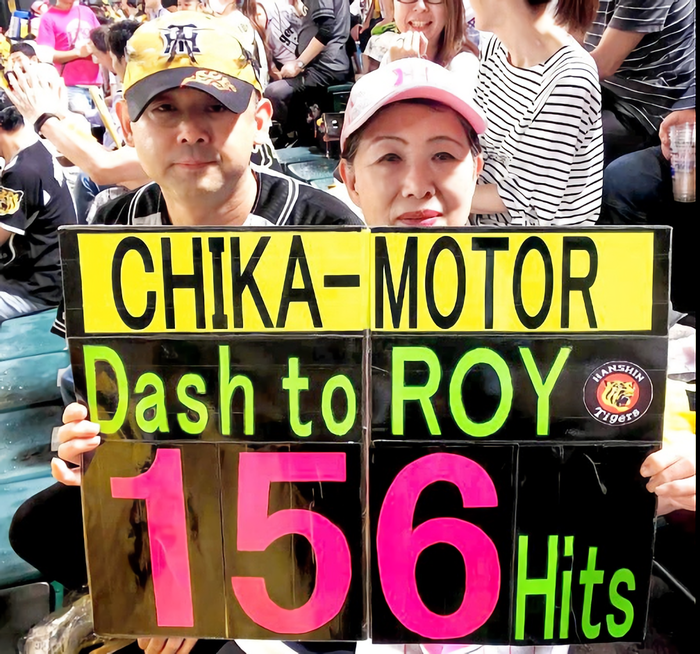 CHIKA-MOTOR
Dash to ROY
HANSHIN
Tigers
156
Hits